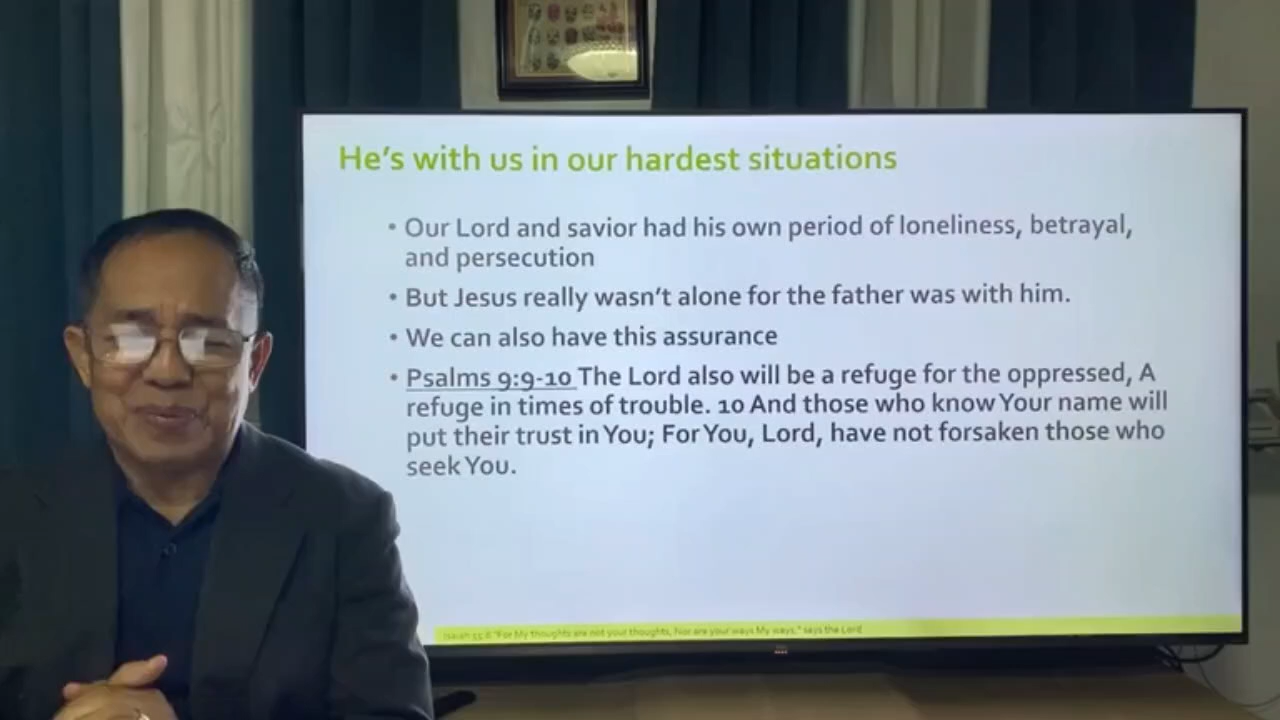 He's with us in our hardest situations
• Our Lord and savior had his own period of loneliness, betrayal,
and persecution
• But Jesus really wasn't alone for the father was with him.
• We can also have this assurance
• Psalms 9:9-10 The Lord also will be a refuge for the oppressed, A
refuge in times of trouble. 10 And those who know Your name will
put their trust in You; For You, Lord, have not forsaken those who
seek You.
Isaiah 55:8 "For My thoughts are not your thoughts, Nor are your ways My ways," says the Lord